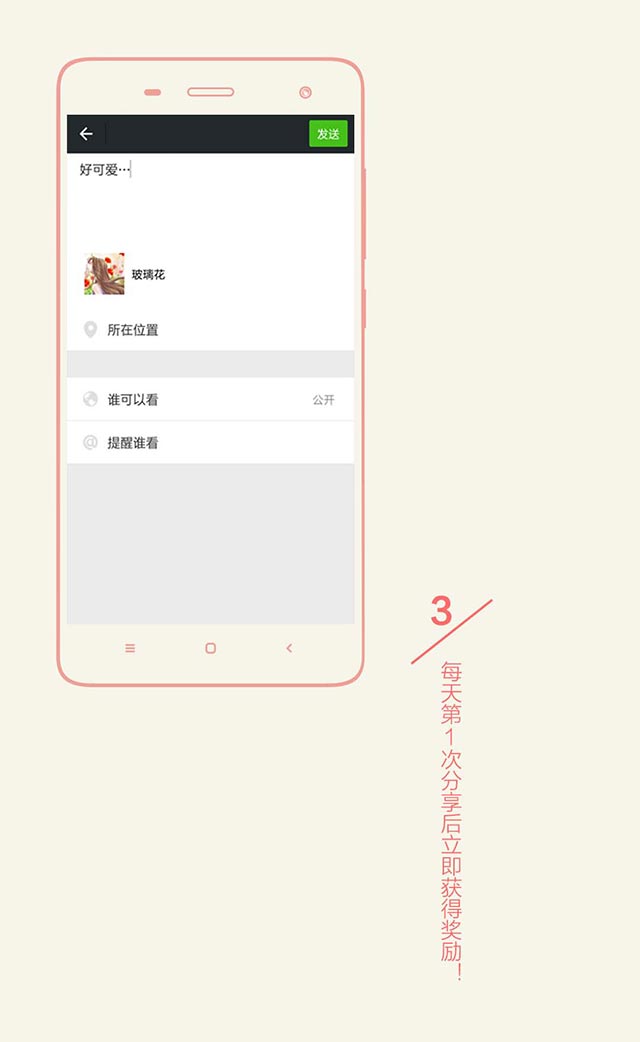 发送
好可爱…
玻璃花
所在位置
谁可以看 公开
@ 提醒谁看
3
每天第1次分享后立即获得奖励！